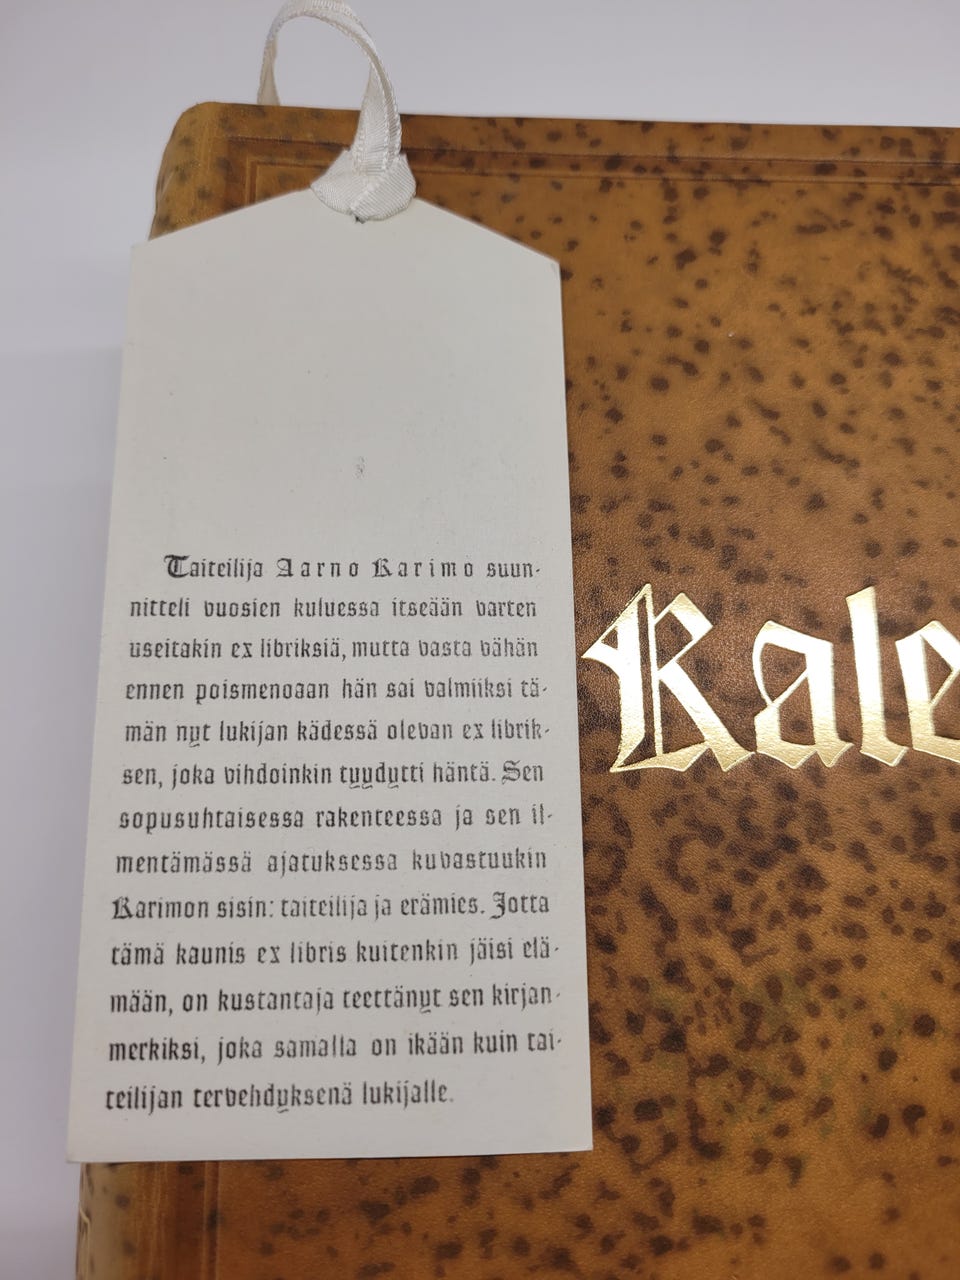 Taiteilija Aarno Karimo suun-
nitteli vuosien kuluessa itseään varten
useitakin ex libriksiä, mutta vasta vähän
ennen poismenoaan hän sai valmiiksi tä-
män nyt lukijan kädessä olevan ex librik-
sen, joka vihdoinkin tyydytti häntä. Sen
sopusuhtaisessa rakenteessa ja sen il-
mentämässä ajatuksessa kuvastuukin
Karimon sisin: taiteilija ja erämies. Jotta
tämä kaunis ex libris kuitenkin jäisi elä-
mään, on kustantaja teettänyt sen kirjan-
merkiksi, joka samalla on ikään kuin tai-
teilijan tervehdyksenä lukijalle.
Kale